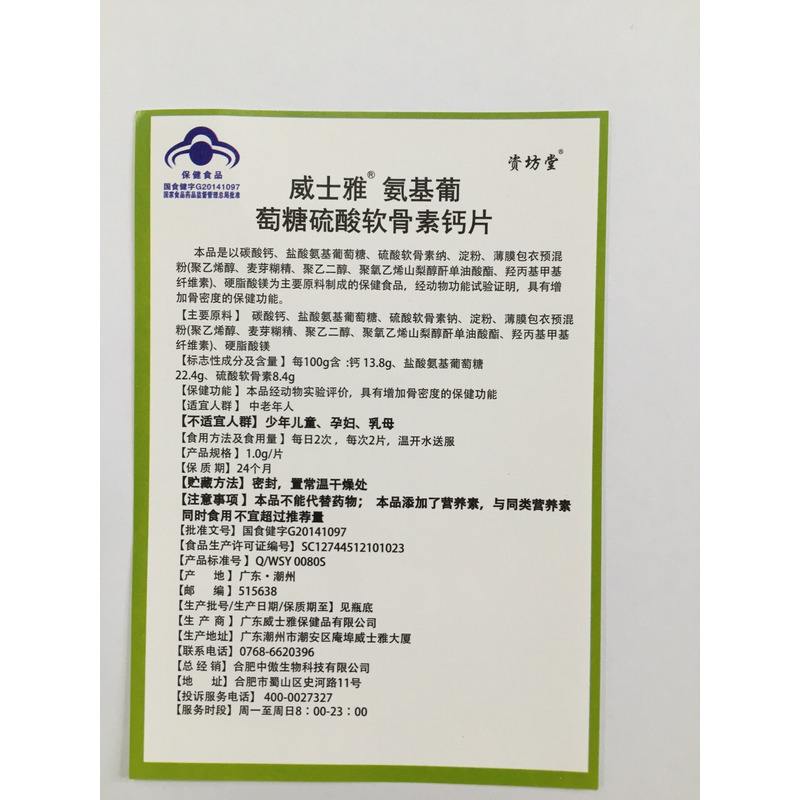 保健食品
国食健字G20141097
国家食品药品监督管理总局批准
资坊堂®
威士雅® 氨基葡
萄糖硫酸软骨素钙片
本品是以碳酸钙、盐酸氨基葡萄糖、硫酸软骨素纳、淀粉、薄膜包衣预混
粉(聚乙烯醇、麦芽糊精、聚乙二醇、聚氧乙烯山梨醇酐单油酸酯、羟丙基甲基
纤维素)、硬脂酸镁为主要原料制成的保健食品，经动物功能试验证明，具有增
加骨密度的保健功能。
【主要原料】 碳酸钙、盐酸氨基葡萄糖、硫酸软骨素钠、淀粉、薄膜包衣预混
粉(聚乙烯醇、麦芽糊精、聚乙二醇、聚氧乙烯山梨醇酐单油酸酯、羟丙基甲基
纤维素)、硬脂酸镁
【标志性成分及含量】每100g含 :钙 13.8g、盐酸氨基葡萄糖
22.4g、硫酸软骨素8.4g
【保健功能】本品经动物实验评价，具有增加骨密度的保健功能
【适宜人群】 中老年人
【不适宜人群】少年儿童、孕妇、乳母
【食用方法及食用量】每日2次，每次2片，温开水送服
【产品规格】1.0g/片
【保 质 期】24个月
【贮藏方法】密封，置常温干燥处
【注意事项】本品不能代替药物； 本品添加了营养素，与同类营养素
同时食用 不宜超过推荐量
【批准文号】国食健字G20141097
【食品生产许可证编号】SC12744512101023
【产品标准号】Q/WSY 0080S
【产 地】广东·潮州
【邮 编】515638
【生产批号/生产日期/保质期至】见瓶底
【生 产 商】广东威士雅保健品有限公司
【生产地址】广东潮州市潮安区庵埠威士雅大厦
【联系电话】0768-6620396
【总 经 销】合肥中傲生物科技有限公司
【地 址】合肥市蜀山区史河路11号
【投诉服务电话】 400-0027327
【服务时段】周一至周日8：00-23：00